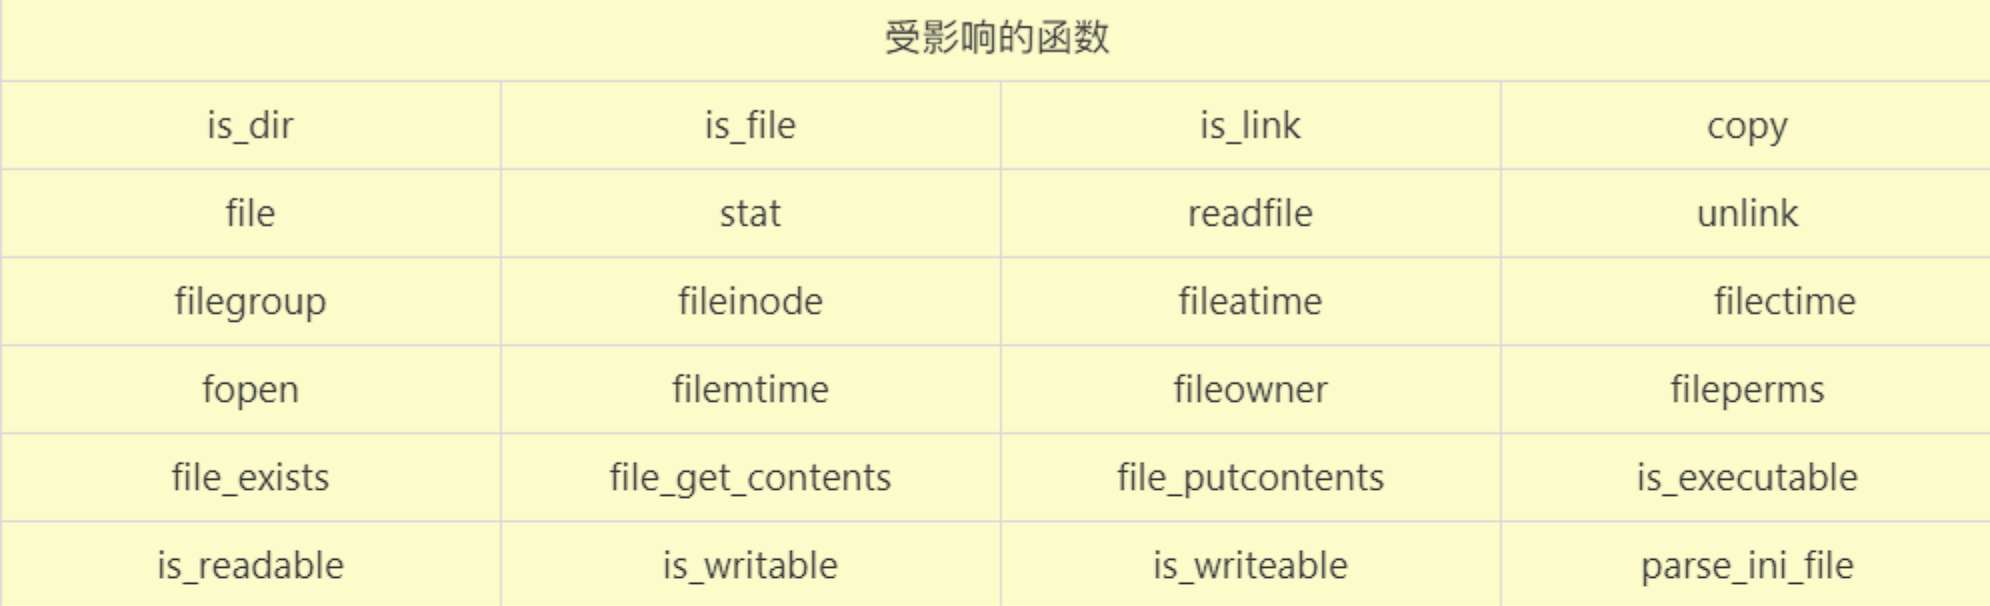 受影响的函数
is_dir is_file is_link copy
file stat readfile unlink
filegroup fileinode fileatime filectime
fopen filemtime fileowner fileperms
file_exists file_get_contents file_putcontents is_executable
is_readable is_writable is_writeable parse_ini_file